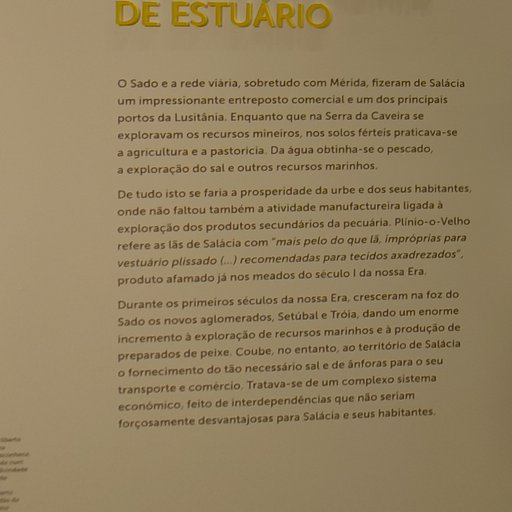 DE ESTUÁRIO
O Sado e a rede viária, sobretudo com Mérida, fizeram de Salácia
um impressionante entreposto comercial e um dos principais
portos da Lusitânia. Enquanto que na Serra da Caveira se
exploravam os recursos mineiros, nos solos férteis praticava-se
a agricultura e a pastorícia. Da água obtinha-se o pescado,
a exploração do sal e outros recursos marinhos.
De tudo isto se faria a prosperidade da urbe e dos seus habitantes,
onde não faltou também a atividade manufactureira ligada à
exploração dos produtos secundários da pecuária. Plínio-o-Velho
refere as lãs de Salácia com "mais pelo do que lã, impróprias para
vestuário plissado (...) recomendadas para tecidos axadrezados",
produto afamado já nos meados do século I da nossa Era.
Durante os primeiros séculos da nossa Era, cresceram na foz do
Sado os novos aglomerados, Setúbal e Tróia, dando um enorme
incremento à exploração de recursos marinhos e à produção de
preparados de peixe. Coube, no entanto, ao território de Salácia
o fornecimento do tão necessário sal e de ânforas para o seu
transporte e comércio. Tratava-se de um complexo sistema
económico, feito de interdependências que não seriam
forçosamente desvantajosas para Salácia e seus habitantes.